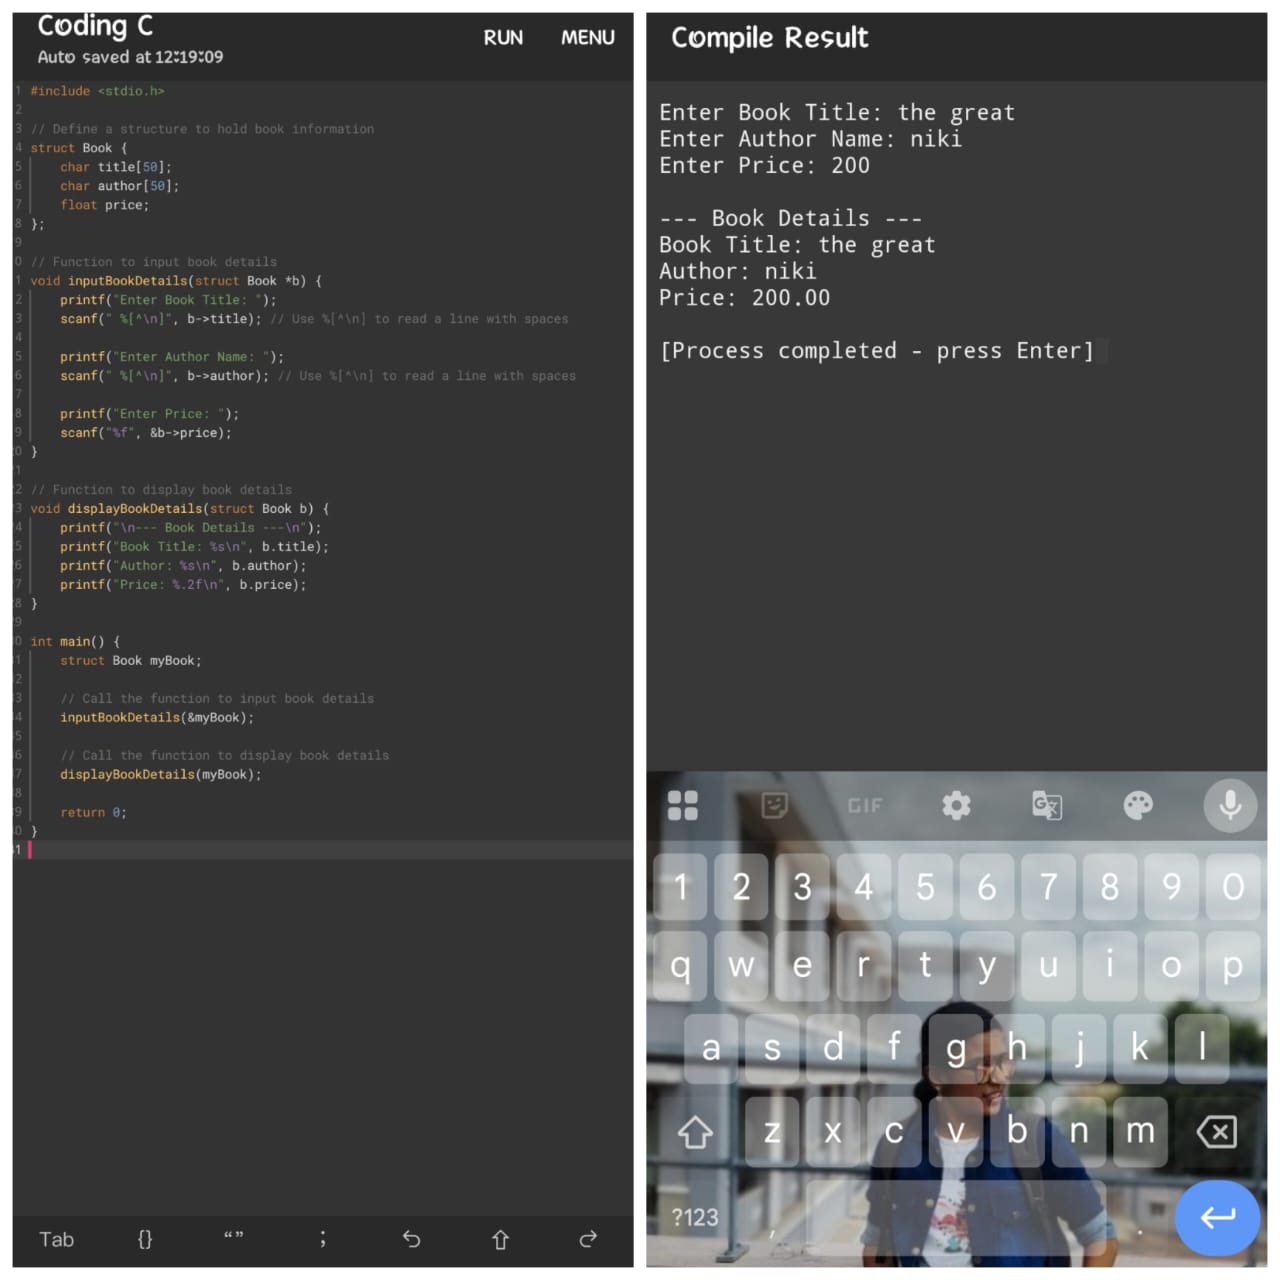 Coding C
Auto saved at 12:19:09
RUN MENU
1 #include <stdio.h>
2
3 // Define a structure to hold book information
4 struct Book {
5 char title[50];
6 char author[50];
7 float price;
8 };
9
0 // Function to input book details
1 void inputBookDetails(struct Book *b) {
2 printf("Enter Book Title: ");
3 scanf(" %[^\n]", b->title); // Use %[^\n] to read a line with spaces
4
5 printf("Enter Author Name: ");
6 scanf(" %[^\n]", b->author); // Use %[^\n] to read a line with spaces
7
8 printf("Enter Price: ");
9 scanf("%f", &b->price);
0 }
1
2 // Function to display book details
3 void displayBookDetails(struct Book b) {
4 printf("\n--- Book Details ---\n");
5 printf("Book Title: %s\n", b.title);
6 printf("Author: %s\n", b.author);
7 printf("Price: %.2f\n", b.price);
8 }
9
0 int main() {
1 struct Book myBook;
2
3 // Call the function to input book details
4 inputBookDetails(&myBook);
5
6 // Call the function to display book details
7 displayBookDetails(myBook);
8
9 return 0;
0 }
1
Tab {} “” ;
Compile Result
Enter Book Title: the great
Enter Author Name: niki
Enter Price: 200
--- Book Details ---
Book Title: the great
Author: niki
Price: 200.00
[Process completed - press Enter]
GIF
1 2 3 4 5 6 7 8 9 0
q w e r t y u i o p
a s d f g h j k l
z x c v b n m
?123 , .